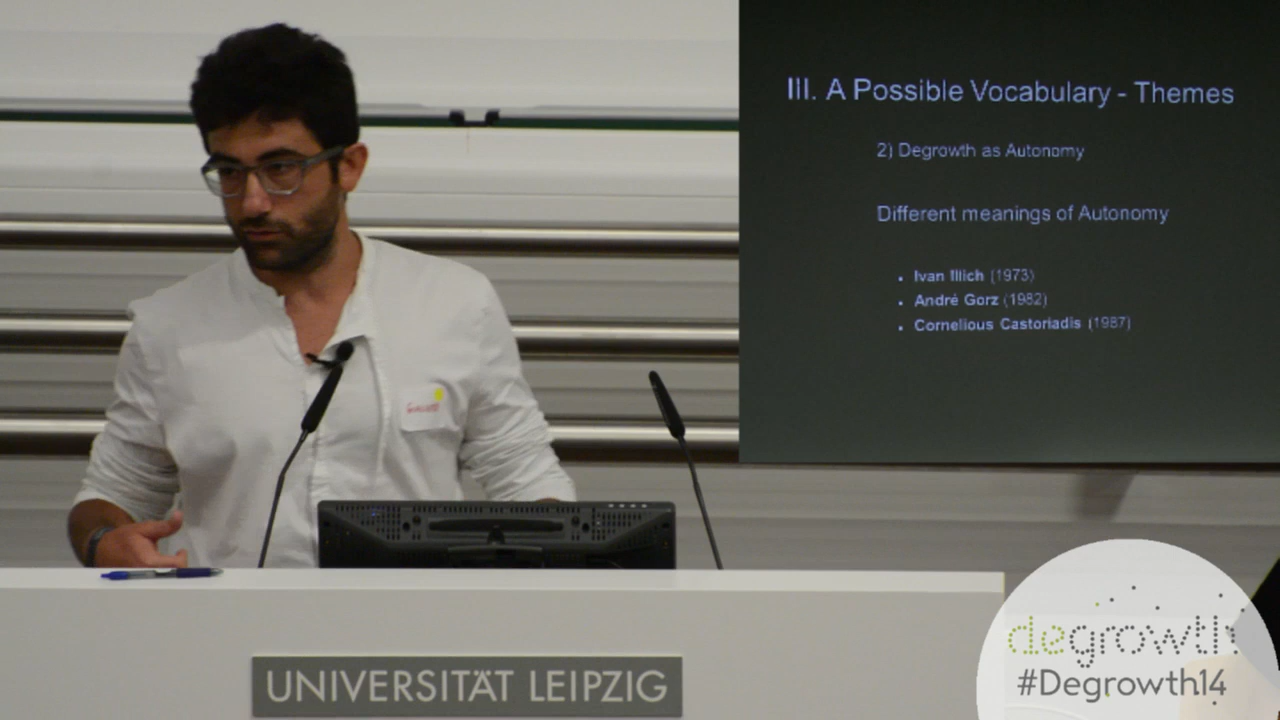 III. A Possible Vocabulary - Themes
2) Degrowth as Autonomy
Different meanings of Autonomy
• Ivan Illich (1973)
• André Gorz (1982)
• Cornelious Castoriadis (1987)
UNIVERSITÄT LEIPZIG
degrowth
#Degrowth14